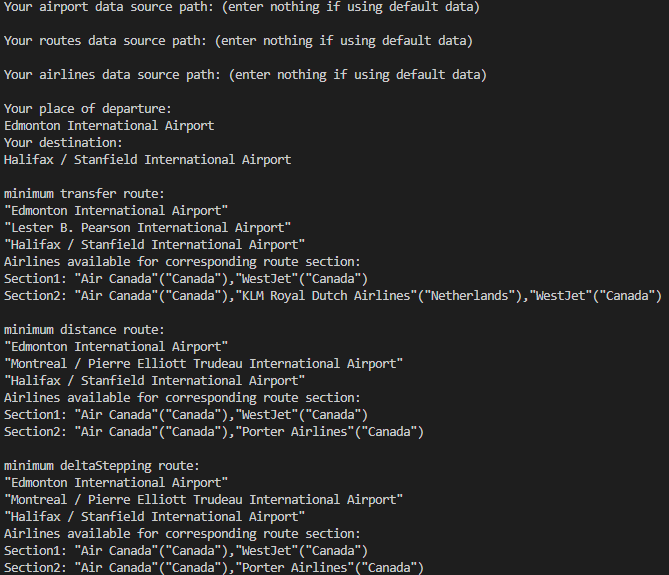 Your airport data source path: (enter nothing if using default data)
Your routes data source path: (enter nothing if using default data)
Your airlines data source path: (enter nothing if using default data)
Your place of departure:
Edmonton International Airport
Your destination:
Halifax / Stanfield International Airport
minimum transfer route:
"Edmonton International Airport"
"Lester B. Pearson International Airport"
"Halifax / Stanfield International Airport"
Airlines available for corresponding route section:
Section1: "Air Canada"("Canada"),"WestJet"("Canada")
Section2: "Air Canada"("Canada"),"KLM Royal Dutch Airlines"("Netherlands"),"WestJet"("Canada")
minimum distance route:
"Edmonton International Airport"
"Montreal / Pierre Elliott Trudeau International Airport"
"Halifax / Stanfield International Airport"
Airlines available for corresponding route section:
Section1: "Air Canada"("Canada"),"WestJet"("Canada")
Section2: "Air Canada"("Canada"),"Porter Airlines"("Canada")
minimum deltaStepping route:
"Edmonton International Airport"
"Montreal / Pierre Elliott Trudeau International Airport"
"Halifax / Stanfield International Airport"
Airlines available for corresponding route section:
Section1: "Air Canada"("Canada"),"WestJet"("Canada")
Section2: "Air Canada"("Canada"),"Porter Airlines"("Canada")